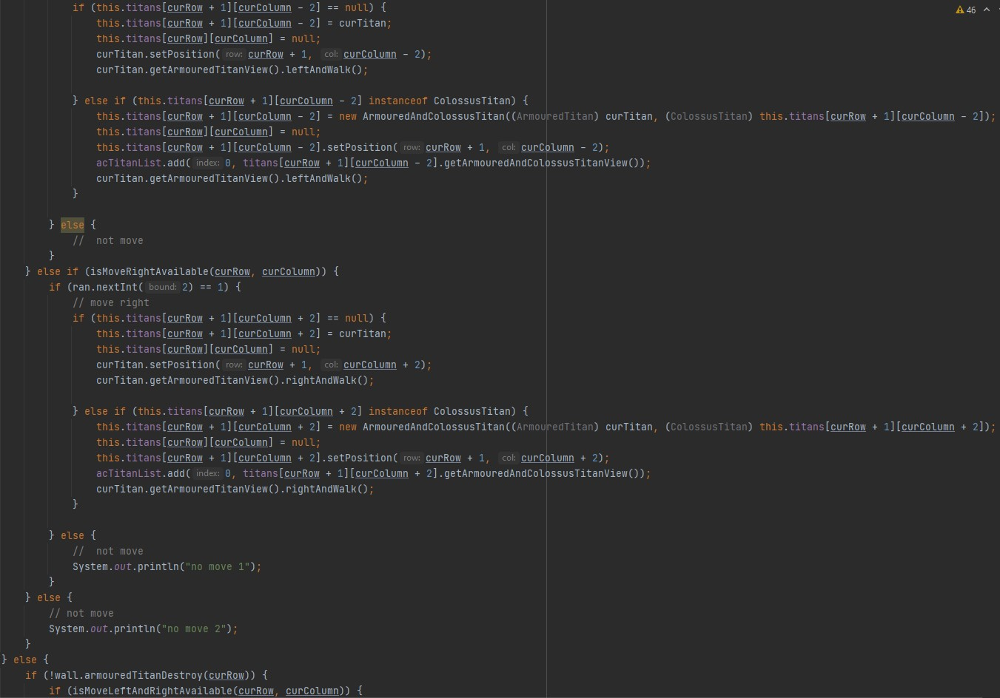 if (this.titans[curRow + 1][curColumn - 2] == null) {
46
this.titans[curRow + 1][curColumn - 2] = curTitan;
this.titans[curRow][curColumn] = null;
curTitan.setPosition( row: curRow + 1, col: curColumn - 2);
curTitan.getArmouredTitanView().leftAndWalk();
} else if (this.titans[curRow + 1][curColumn - 2] instanceof ColossusTitan) {
this.titans[curRow + 1][curColumn - 2] = new ArmouredAndColossusTitan((ArmouredTitan) curTitan, (ColossusTitan) this.titans[curRow + 1][curColumn - 2]);
this.titans[curRow][curColumn] = null;
this.titans[curRow + 1][curColumn - 2].setPosition( row: curRow + 1, col: curColumn - 2);
acTitanList.add( index: 0, titans[curRow + 1][curColumn - 2].getArmouredAndColossusTitanView());
curTitan.getArmouredTitanView().leftAndWalk();
}
} else {
//  not move
}
} else if (isMoveRightAvailable(curRow, curColumn)) {
if (ran.nextInt( bound: 2) == 1) {
// move right
if (this.titans[curRow + 1][curColumn + 2] == null) {
this.titans[curRow + 1][curColumn + 2] = curTitan;
this.titans[curRow][curColumn] = null;
curTitan.setPosition( row: curRow + 1, col: curColumn + 2);
curTitan.getArmouredTitanView().rightAndWalk();
} else if (this.titans[curRow + 1][curColumn + 2] instanceof ColossusTitan) {
this.titans[curRow + 1][curColumn + 2] = new ArmouredAndColossusTitan((ArmouredTitan) curTitan, (ColossusTitan) this.titans[curRow + 1][curColumn + 2]);
this.titans[curRow][curColumn] = null;
this.titans[curRow + 1][curColumn + 2].setPosition( row: curRow + 1, col: curColumn + 2);
acTitanList.add( index: 0, titans[curRow + 1][curColumn + 2].getArmouredAndColossusTitanView());
curTitan.getArmouredTitanView().rightAndWalk();
}
} else {
//  not move
System.out.println("no move 1");
}
} else {
// not move
System.out.println("no move 2");
}
} else {
if (!wall.armouredTitanDestroy(curRow)) {
if (isMoveLeftAndRightAvailable(curRow, curColumn)) {